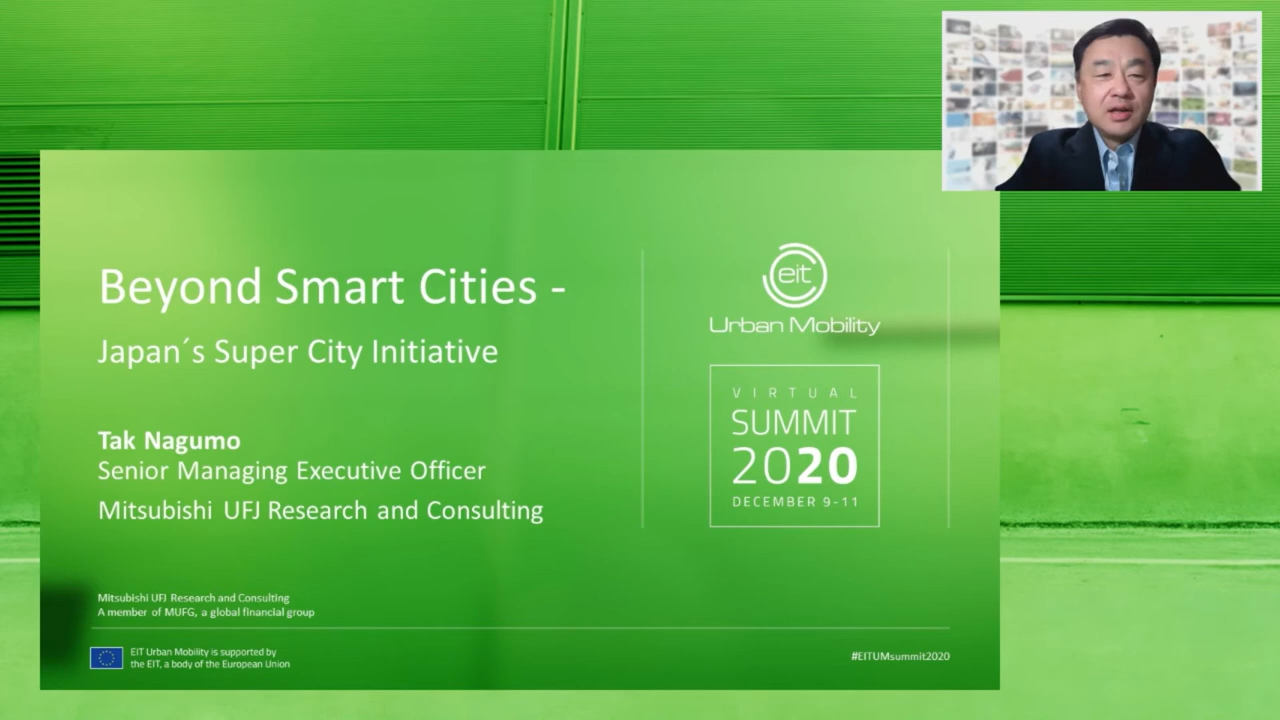 Beyond Smart Cities -
Japan´s Super City Initiative
Tak Nagumo
Senior Managing Executive Officer
Mitsubishi UFJ Research and Consulting
Mitsubishi UFJ Research and Consulting
A member of MUFG, a global financial group
EIT Urban Mobility is supported by
the EIT, a body of the European Union
eit
Urban Mobility
VIRTUAL
SUMMIT
2020
DECEMBER 9-11
#EITUMsummit2020